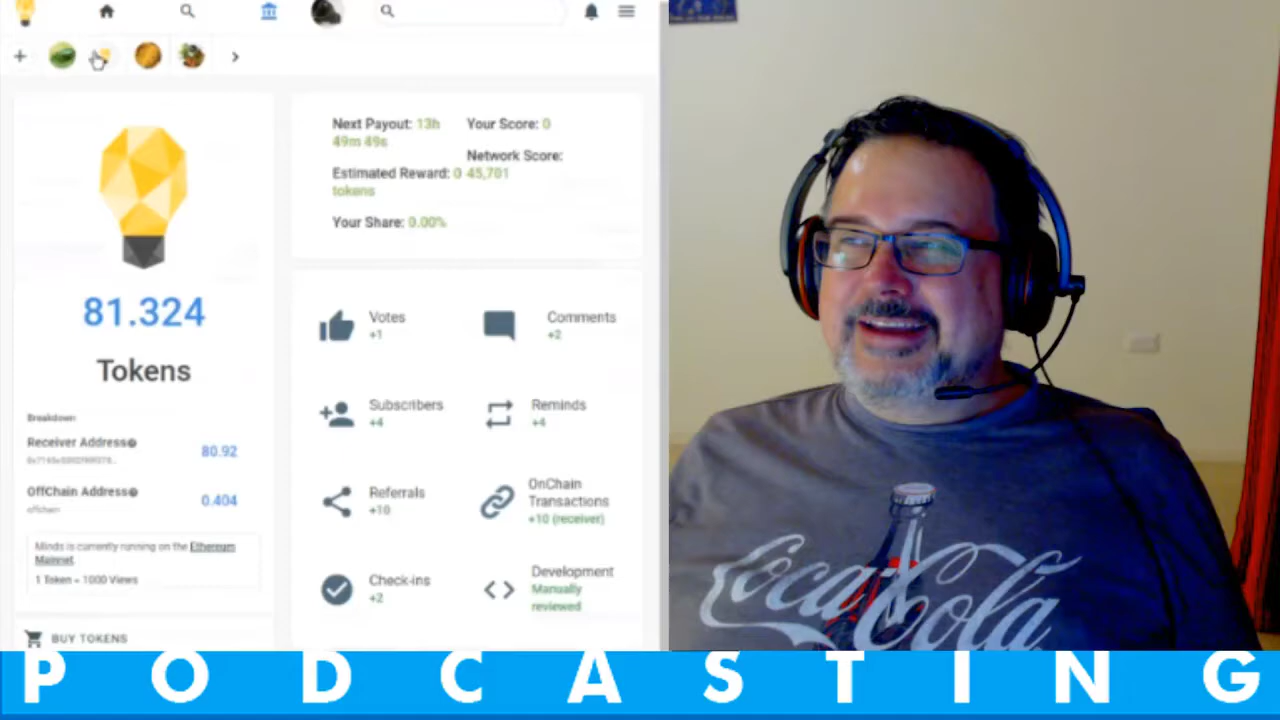 Next Payout: 13h
49m 49s
Your Score: 0
Network Score:
45,701
Estimated Reward: 0
tokens
Your Share: 0.00%
81.324
Tokens
Breakdown
Receiver Address
80.92
OffChain Address
offchain
0.404
Minds is currently running on the Ethereum
Mainnet.
1 Token = 1000 Views
BUY TOKENS
Votes
+1
Comments
+2
Subscribers
+4
Reminds
+4
Referrals
+10
OnChain
Transactions
+10 (receiver)
Check-ins
+2
Development
Manually
reviewed
Coca-Cola
PODCASTING